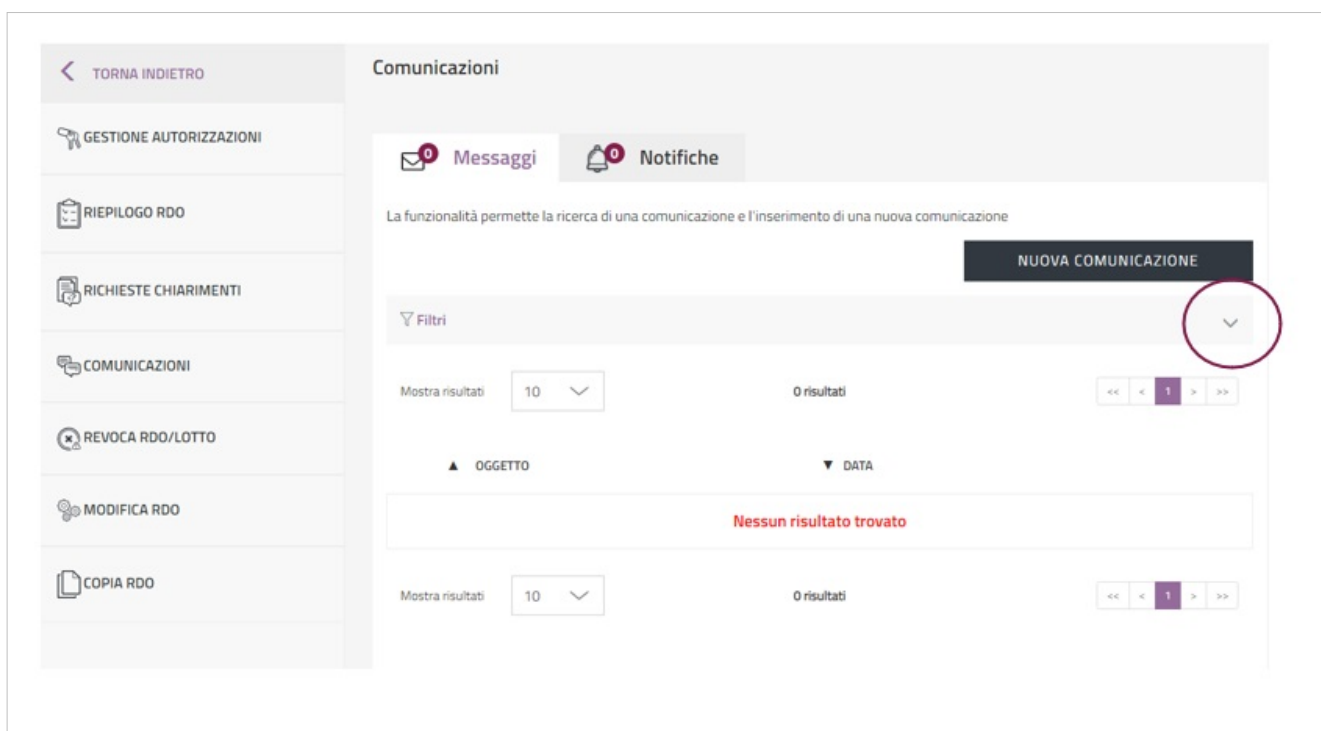 TORNA INDIETRO
GESTIONE AUTORIZZAZIONI
RIEPILOGO RDO
RICHIESTE CHIARIMENTI
COMUNICAZIONI
REVOCA RDO/LOTTO
MODIFICA RDO
COPIA RDO
Comunicazioni
0 Messaggi 0 Notifiche
La funzionalità permette la ricerca di una comunicazione e l'inserimento di una nuova comunicazione
NUOVA COMUNICAZIONE
Filtri
Mostra risultati 10 0 risultati << < 1 > >>
▲ OGGETTO ▼ DATA
Nessun risultato trovato
Mostra risultati 10 0 risultati << < 1 > >>